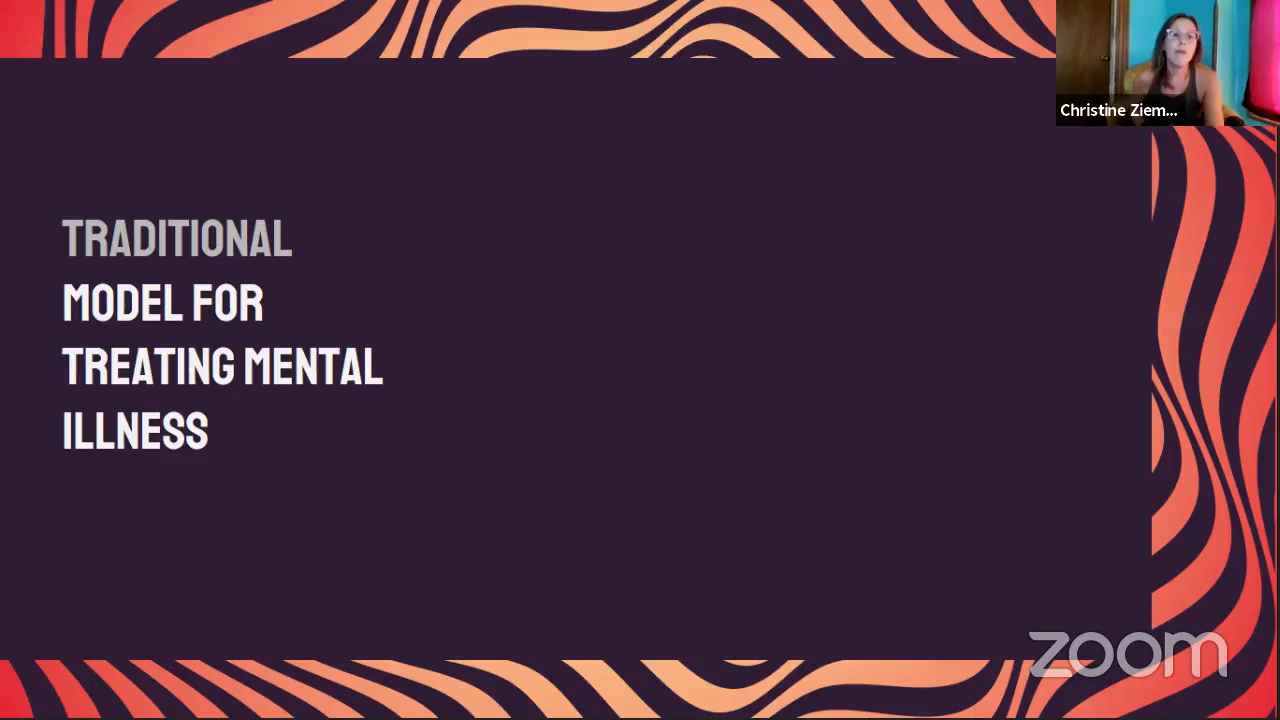 Christine Ziem...
TRADITIONAL
MODEL FOR
TREATING MENTAL
ILLNESS
zoom